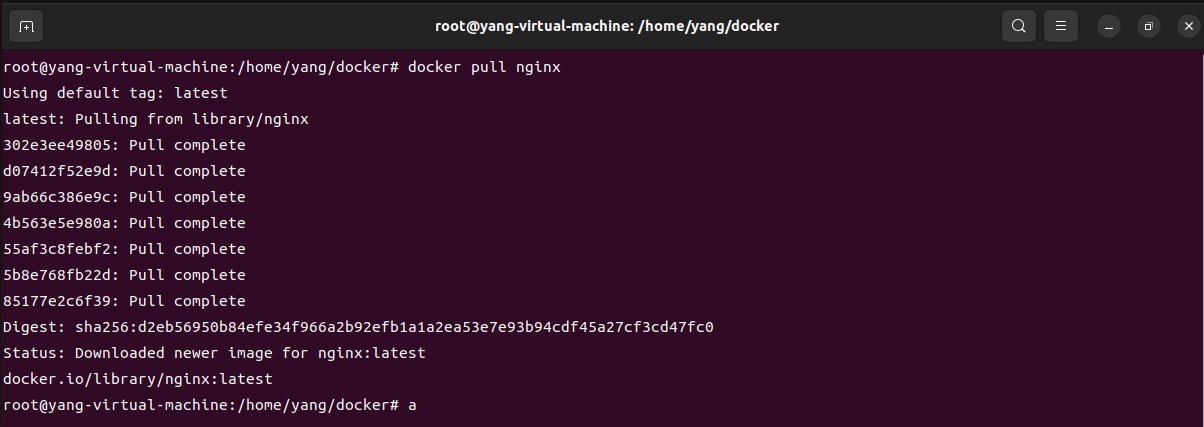 root@yang-virtual-machine: /home/yang/docker
root@yang-virtual-machine:/home/yang/docker# docker pull nginx
Using default tag: latest
latest: Pulling from library/nginx
302e3ee49805: Pull complete
d07412f52e9d: Pull complete
9ab66c386e9c: Pull complete
4b563e5e980a: Pull complete
55af3c8febf2: Pull complete
5b8e768fb22d: Pull complete
85177e2c6f39: Pull complete
Digest: sha256:d2eb56950b84efe34f966a2b92efb1a1a2ea53e7e93b94cdf45a27cf3cd47fc0
Status: Downloaded newer image for nginx:latest
docker.io/library/nginx:latest
root@yang-virtual-machine:/home/yang/docker# a